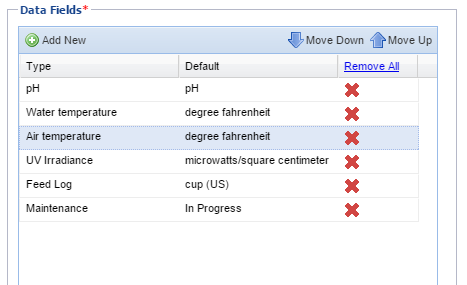 Data Fields*
Add New Move Down Move Up
Type Default Remove All
pH pH
Water temperature degree fahrenheit
Air temperature degree fahrenheit
UV Irradiance microwatts/square centimeter
Feed Log cup (US)
Maintenance In Progress